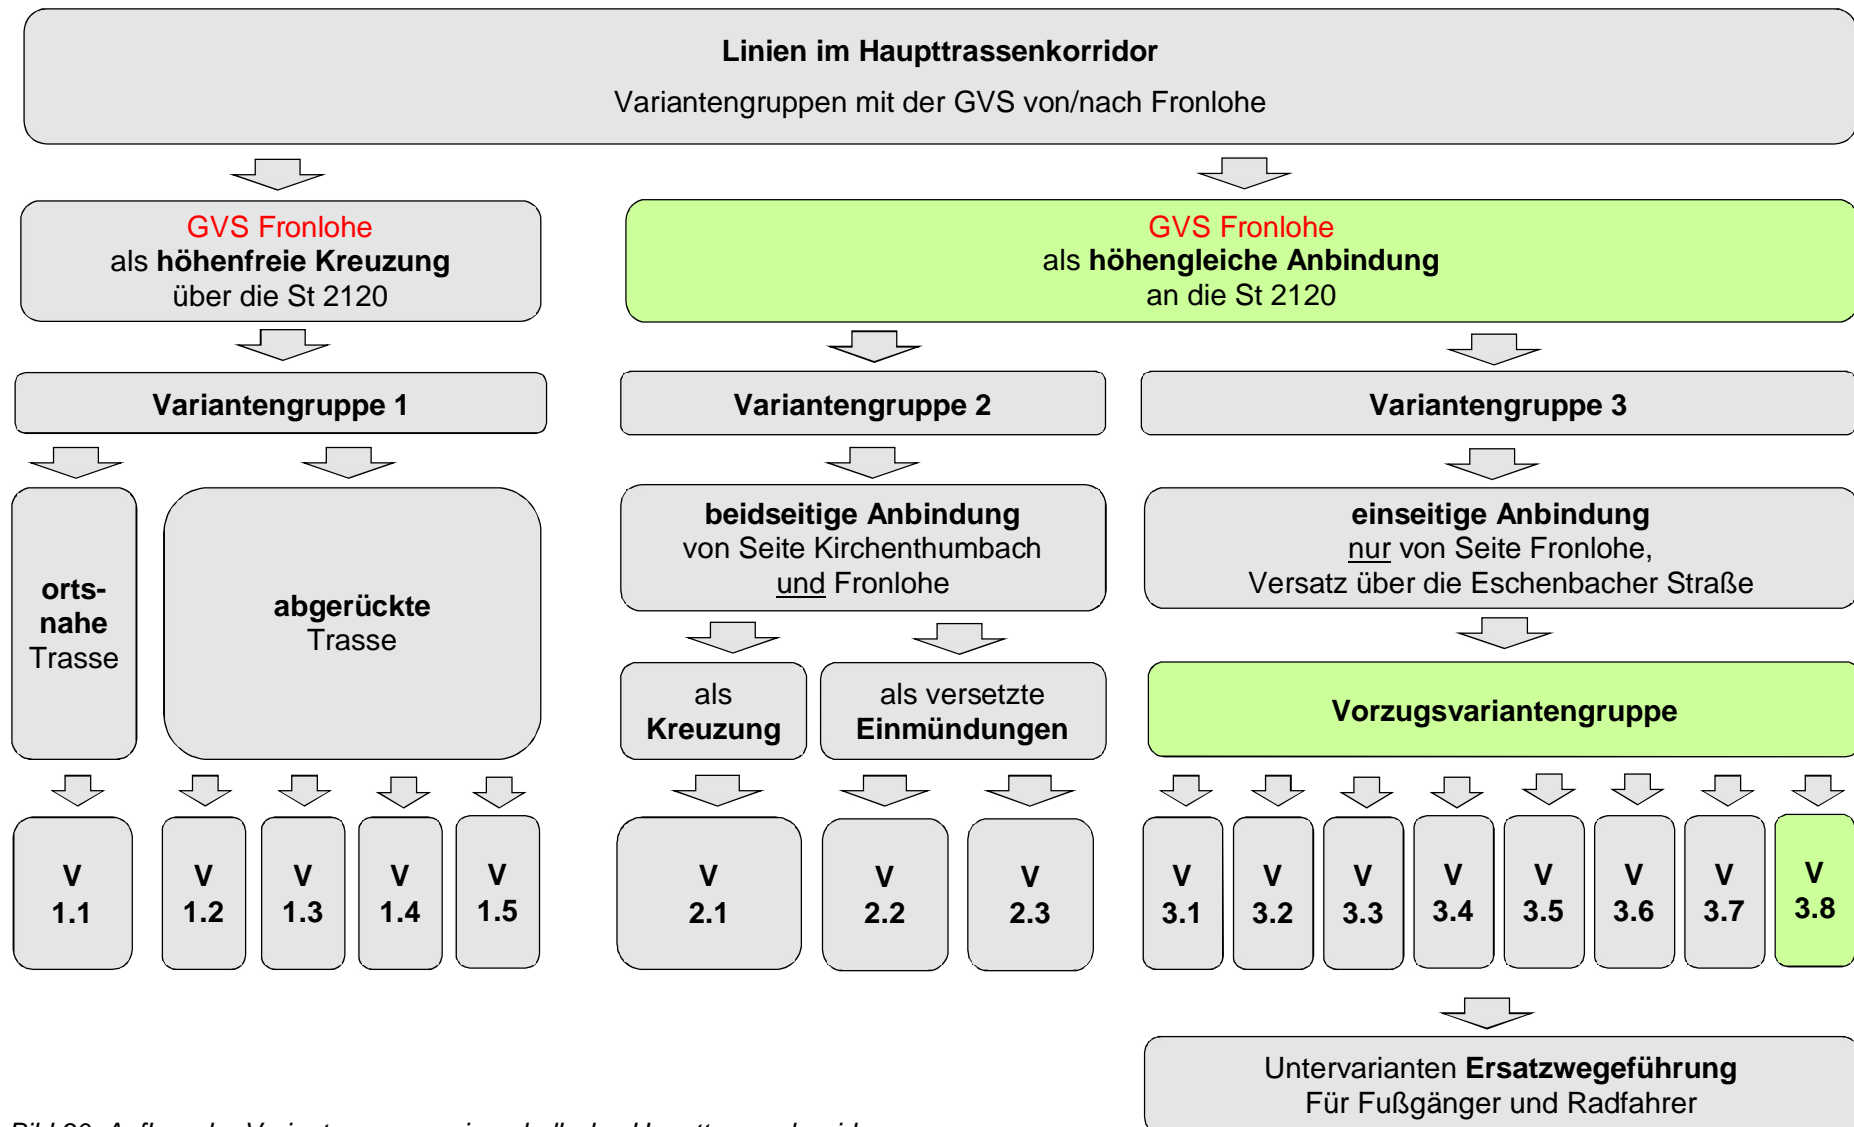 Linien im Haupttrassenkorridor
Variantengruppen mit der GVS von/nach Fronlohe
GVS Fronlohe
als höhenfreie Kreuzung
über die St 2120
GVS Fronlohe
als höhengleiche Anbindung
an die St 2120
Variantengruppe 1
Variantengruppe 2
Variantengruppe 3
orts-
nahe
Trasse
abgerückte
Trasse
beidseitige Anbindung
von Seite Kirchenthumbach
und Fronlohe
einseitige Anbindung
nur von Seite Fronlohe,
Versatz über die Eschenbacher Straße
als
Kreuzung
als versetzte
Einmündungen
Vorzugsvariantengruppe
V
1.1
V
1.2
V
1.3
V
1.4
V
1.5
V
2.1
V
2.2
V
2.3
V
3.1
V
3.2
V
3.3
V
3.4
V
3.5
V
3.6
V
3.7
V
3.8
Untervarianten Ersatzwegeführung
Für Fußgänger und Radfahrer